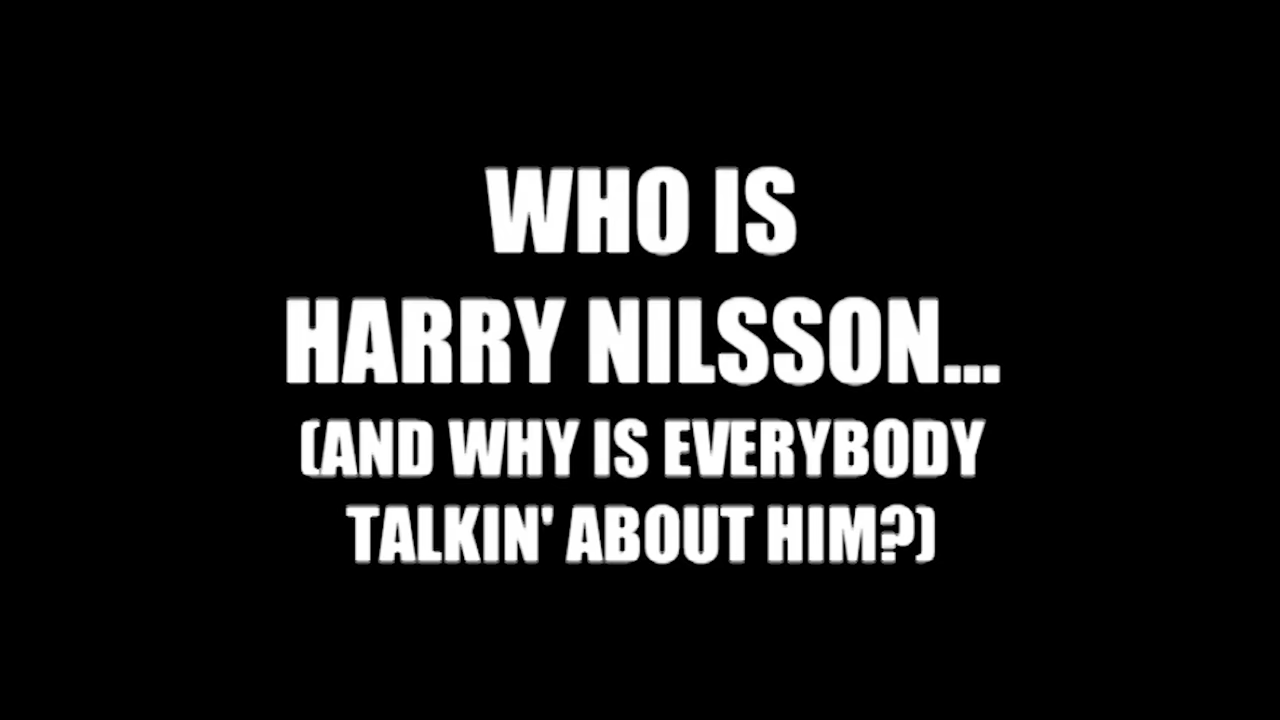 WHO IS
HARRY NILSSON...
(AND WHY IS EVERYBODY
TALKIN' ABOUT HIM?)